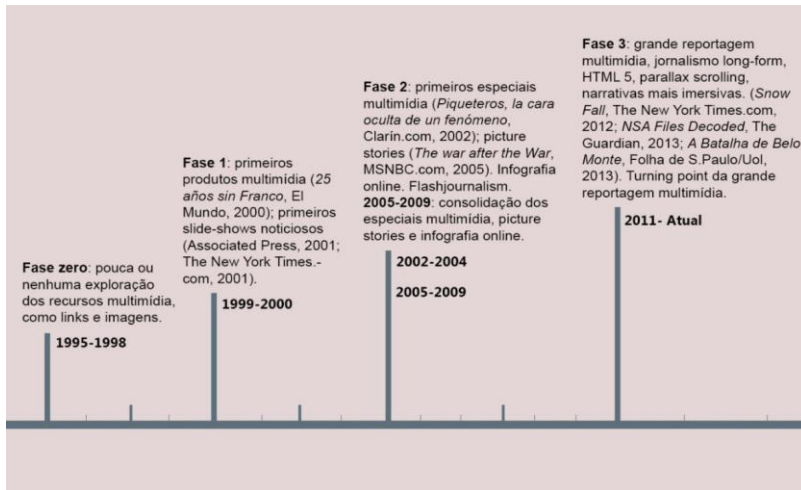 Fase zero: pouca ou
nenhuma exploração
dos recursos multimídia,
como links e imagens.
1995-1998
Fase 1: primeiros
produtos multimídia (25
años sin Franco, El
Mundo, 2000); primeiros
slide-shows noticiosos
(Associated Press, 2001;
The New York Times.-
com, 2001).
1999-2000
Fase 2: primeiros especiais
multimídia (Piqueteros, la cara
oculta de un fenómeno,
Clarín.com, 2002); picture
stories (The war after the War,
MSNBC.com, 2005). Infografia
online. Flashjournalism.
2005-2009: consolidação dos
especiais multimídia, picture
stories e infografia online.
2002-2004
2005-2009
Fase 3: grande reportagem
multimídia, jornalismo long-form,
HTML 5, parallax scrolling,
narrativas mais imersivas. (Snow
Fall, The New York Times.com,
2012; NSA Files Decoded, The
Guardian, 2013; A Batalha de Belo
Monte, Folha de S.Paulo/Uol,
2013). Turning point da grande
reportagem multimídia.
2011- Atual